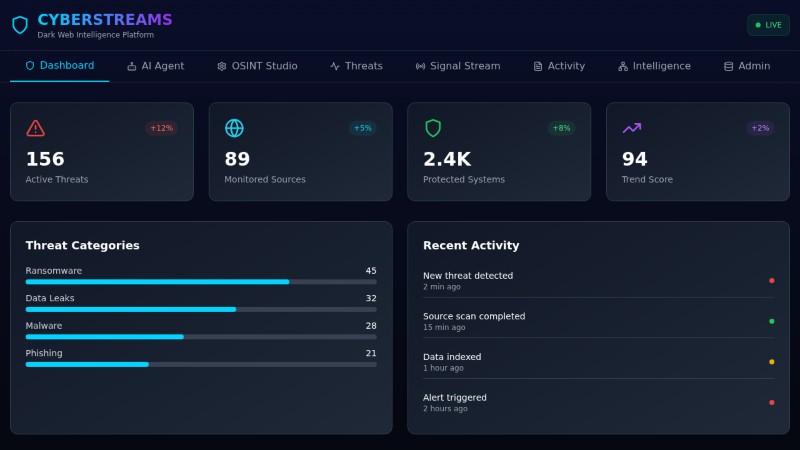 CYBERSTREAMS
Dark Web Intelligence Platform
LIVE
Dashboard
AI Agent
OSINT Studio
Threats
Signal Stream
Activity
Intelligence
Admin
+12%
156
Active Threats
+5%
89
Monitored Sources
+8%
2.4K
Protected Systems
+2%
94
Trend Score
Threat Categories
Ransomware 45
Data Leaks 32
Malware 28
Phishing 21
Recent Activity
New threat detected
2 min ago
Source scan completed
15 min ago
Data indexed
1 hour ago
Alert triggered
2 hours ago